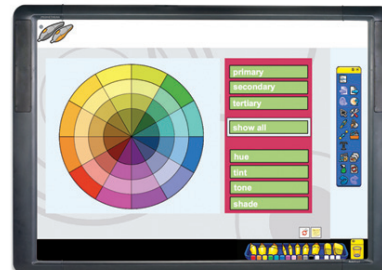 primary
secondary
tertiary
show all
hue
tint
tone
shade